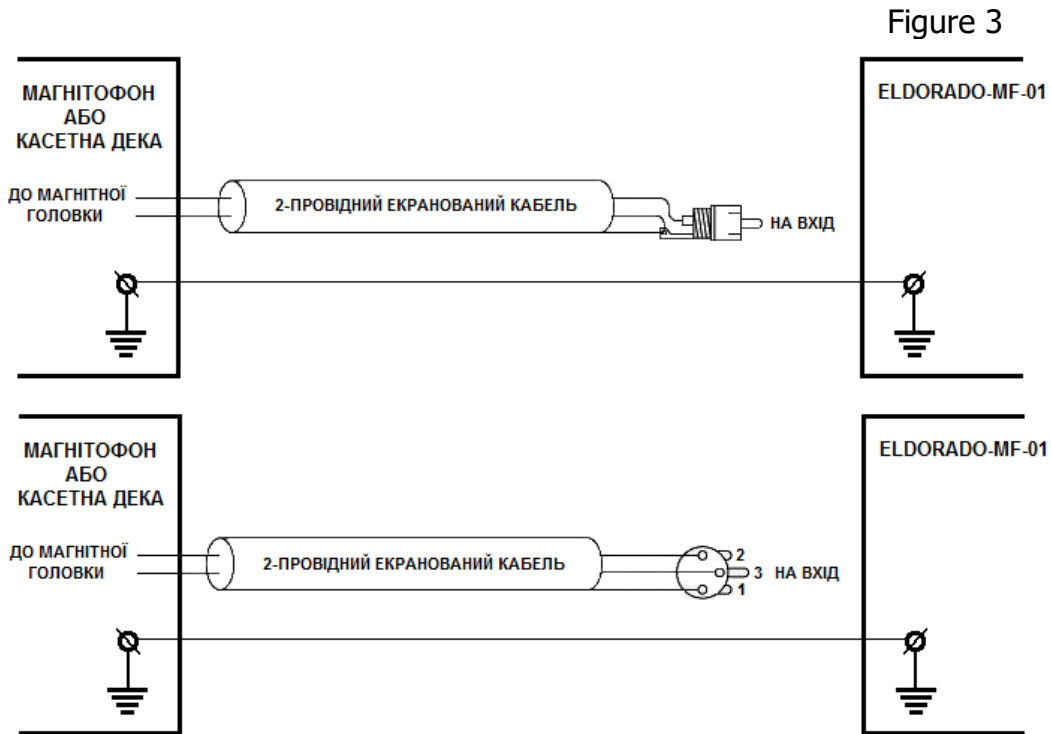 Figure 3
МАГНІТОФОН
АБО
КАСЕТНА ДЕКА
ELDORADO-MF-01
ДО МАГНІТНОЇ
ГОЛОВКИ
2-ПРОВІДНИЙ ЕКРАНОВАНИЙ КАБЕЛЬ
НА ВХІД
МАГНІТОФОН
АБО
КАСЕТНА ДЕКА
ELDORADO-MF-01
ДО МАГНІТНОЇ
ГОЛОВКИ
2-ПРОВІДНИЙ ЕКРАНОВАНИЙ КАБЕЛЬ
2
3 НА ВХІД
1